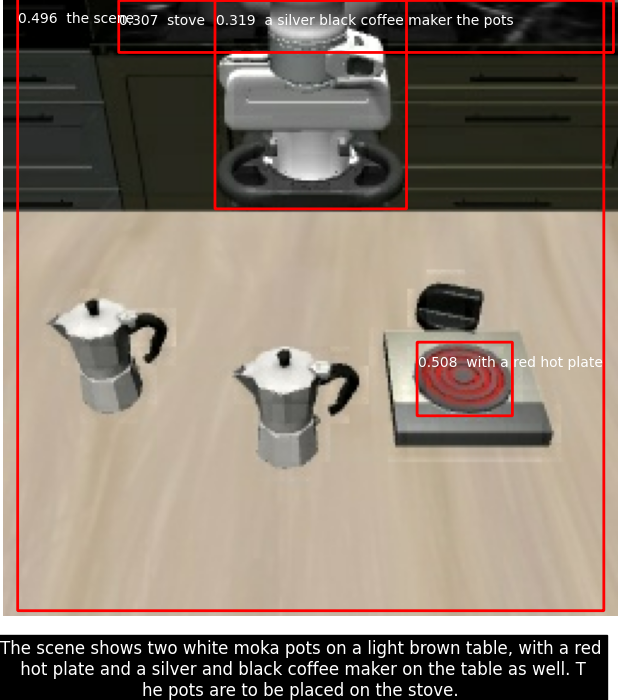 0.496 the scene
0.307 stove
0.319 a silver black coffee maker the pots
0.508 with a red hot plate
The scene shows two white moka pots on a light brown table, with a red
hot plate and a silver and black coffee maker on the table as well. T
he pots are to be placed on the stove.